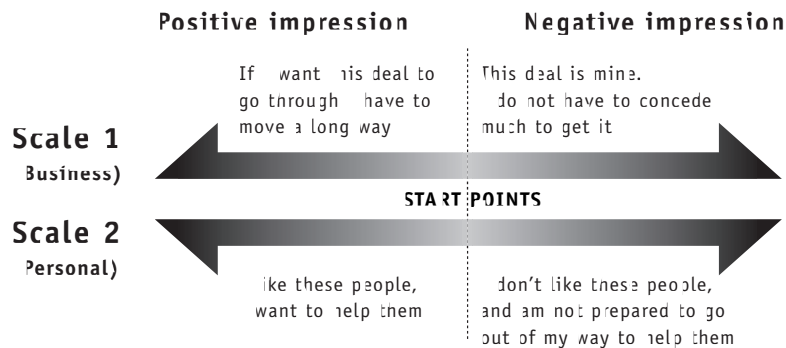 Positive impression
Negative impression
If want his deal to
go through have to
move a long way
This deal is mine.
do not have to concede
much to get it
Scale 1
Business)
START POINTS
Scale 2
Personal)
ike these people,
want to help them
don't like these people,
and am not prepared to go
out of my way to help them